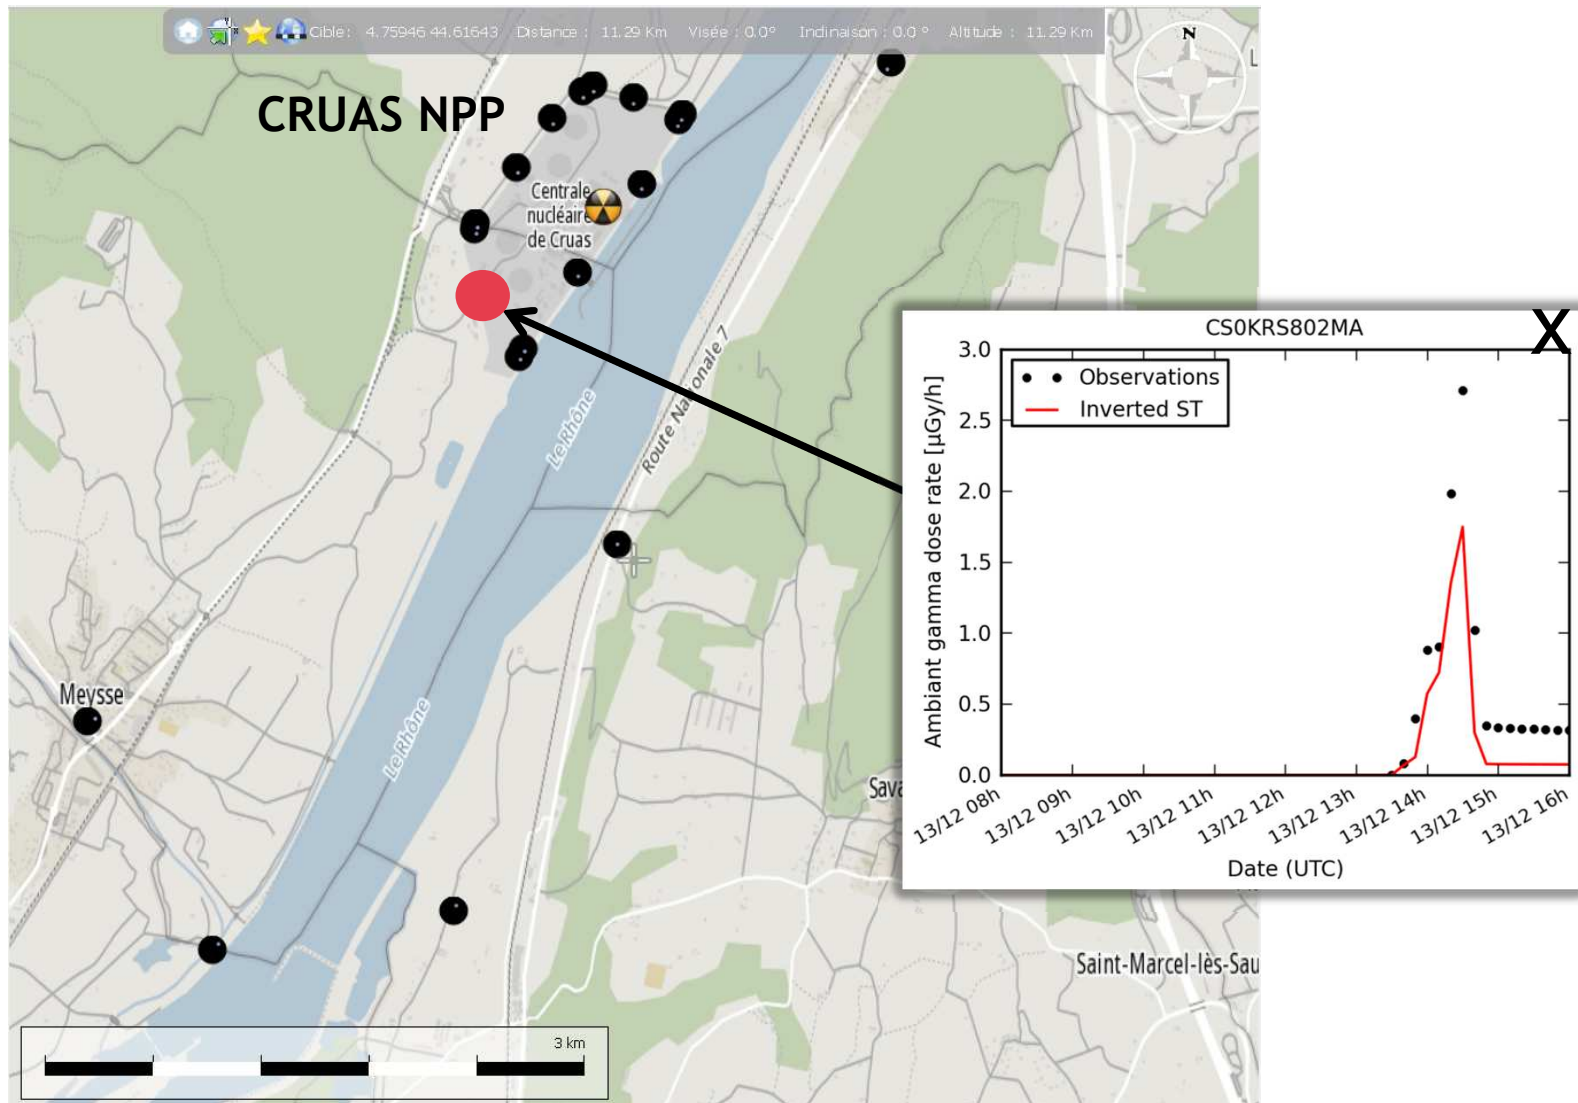 Cible: 4.75946 44.61643 Distance : 11.29 Km Visée : 0.0° Inclinaison : 0.0 ° Altitude : 11.29 Km
N
L
CRUAS NPP
Centrale
nucléaire
de Cruas
Le Rhône
Route Nationale 7
Meysse
Le Rhône
Sava
Saint-Marcel-lès-Sau
3 km
X
CS0KRS802MA
Observations
Inverted ST
Ambiant gamma dose rate [µGy/h]
3.0
2.5
2.0
1.5
1.0
0.5
0.0
13/12 08h
13/12 09h
13/12 10h
13/12 11h
13/12 12h
13/12 13h
13/12 14h
13/12 15h
13/12 16h
Date (UTC)